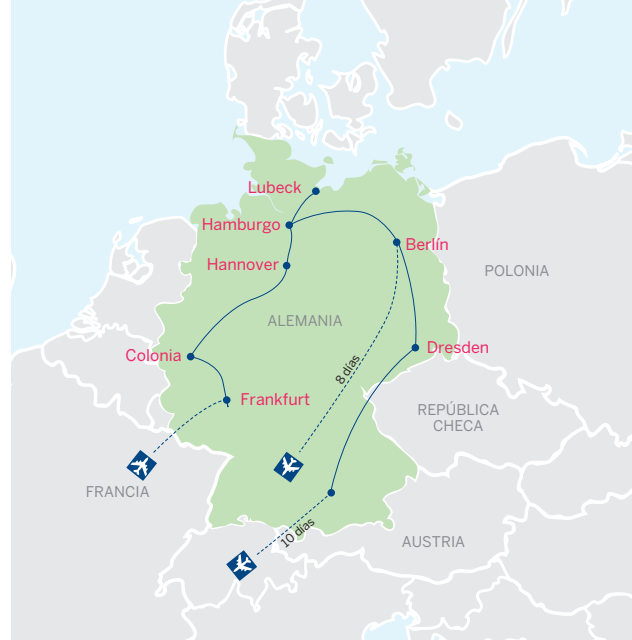 Lubeck
Hamburgo
Berlín
Hannover
POLONIA
ALEMANIA
Colonia
Dresden
8 días
Frankfurt
REPÚBLICA
CHECA
FRANCIA
10 días
AUSTRIA